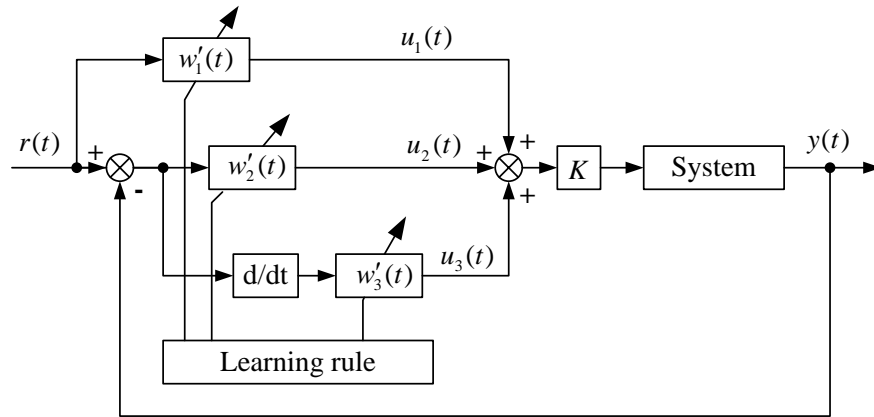 u₁(t)
w′₁(t)
r(t)
+
-
w′₂(t)
u₂(t)
+
+
+
K
System
y(t)
d/dt
w′₃(t)
u₃(t)
Learning rule